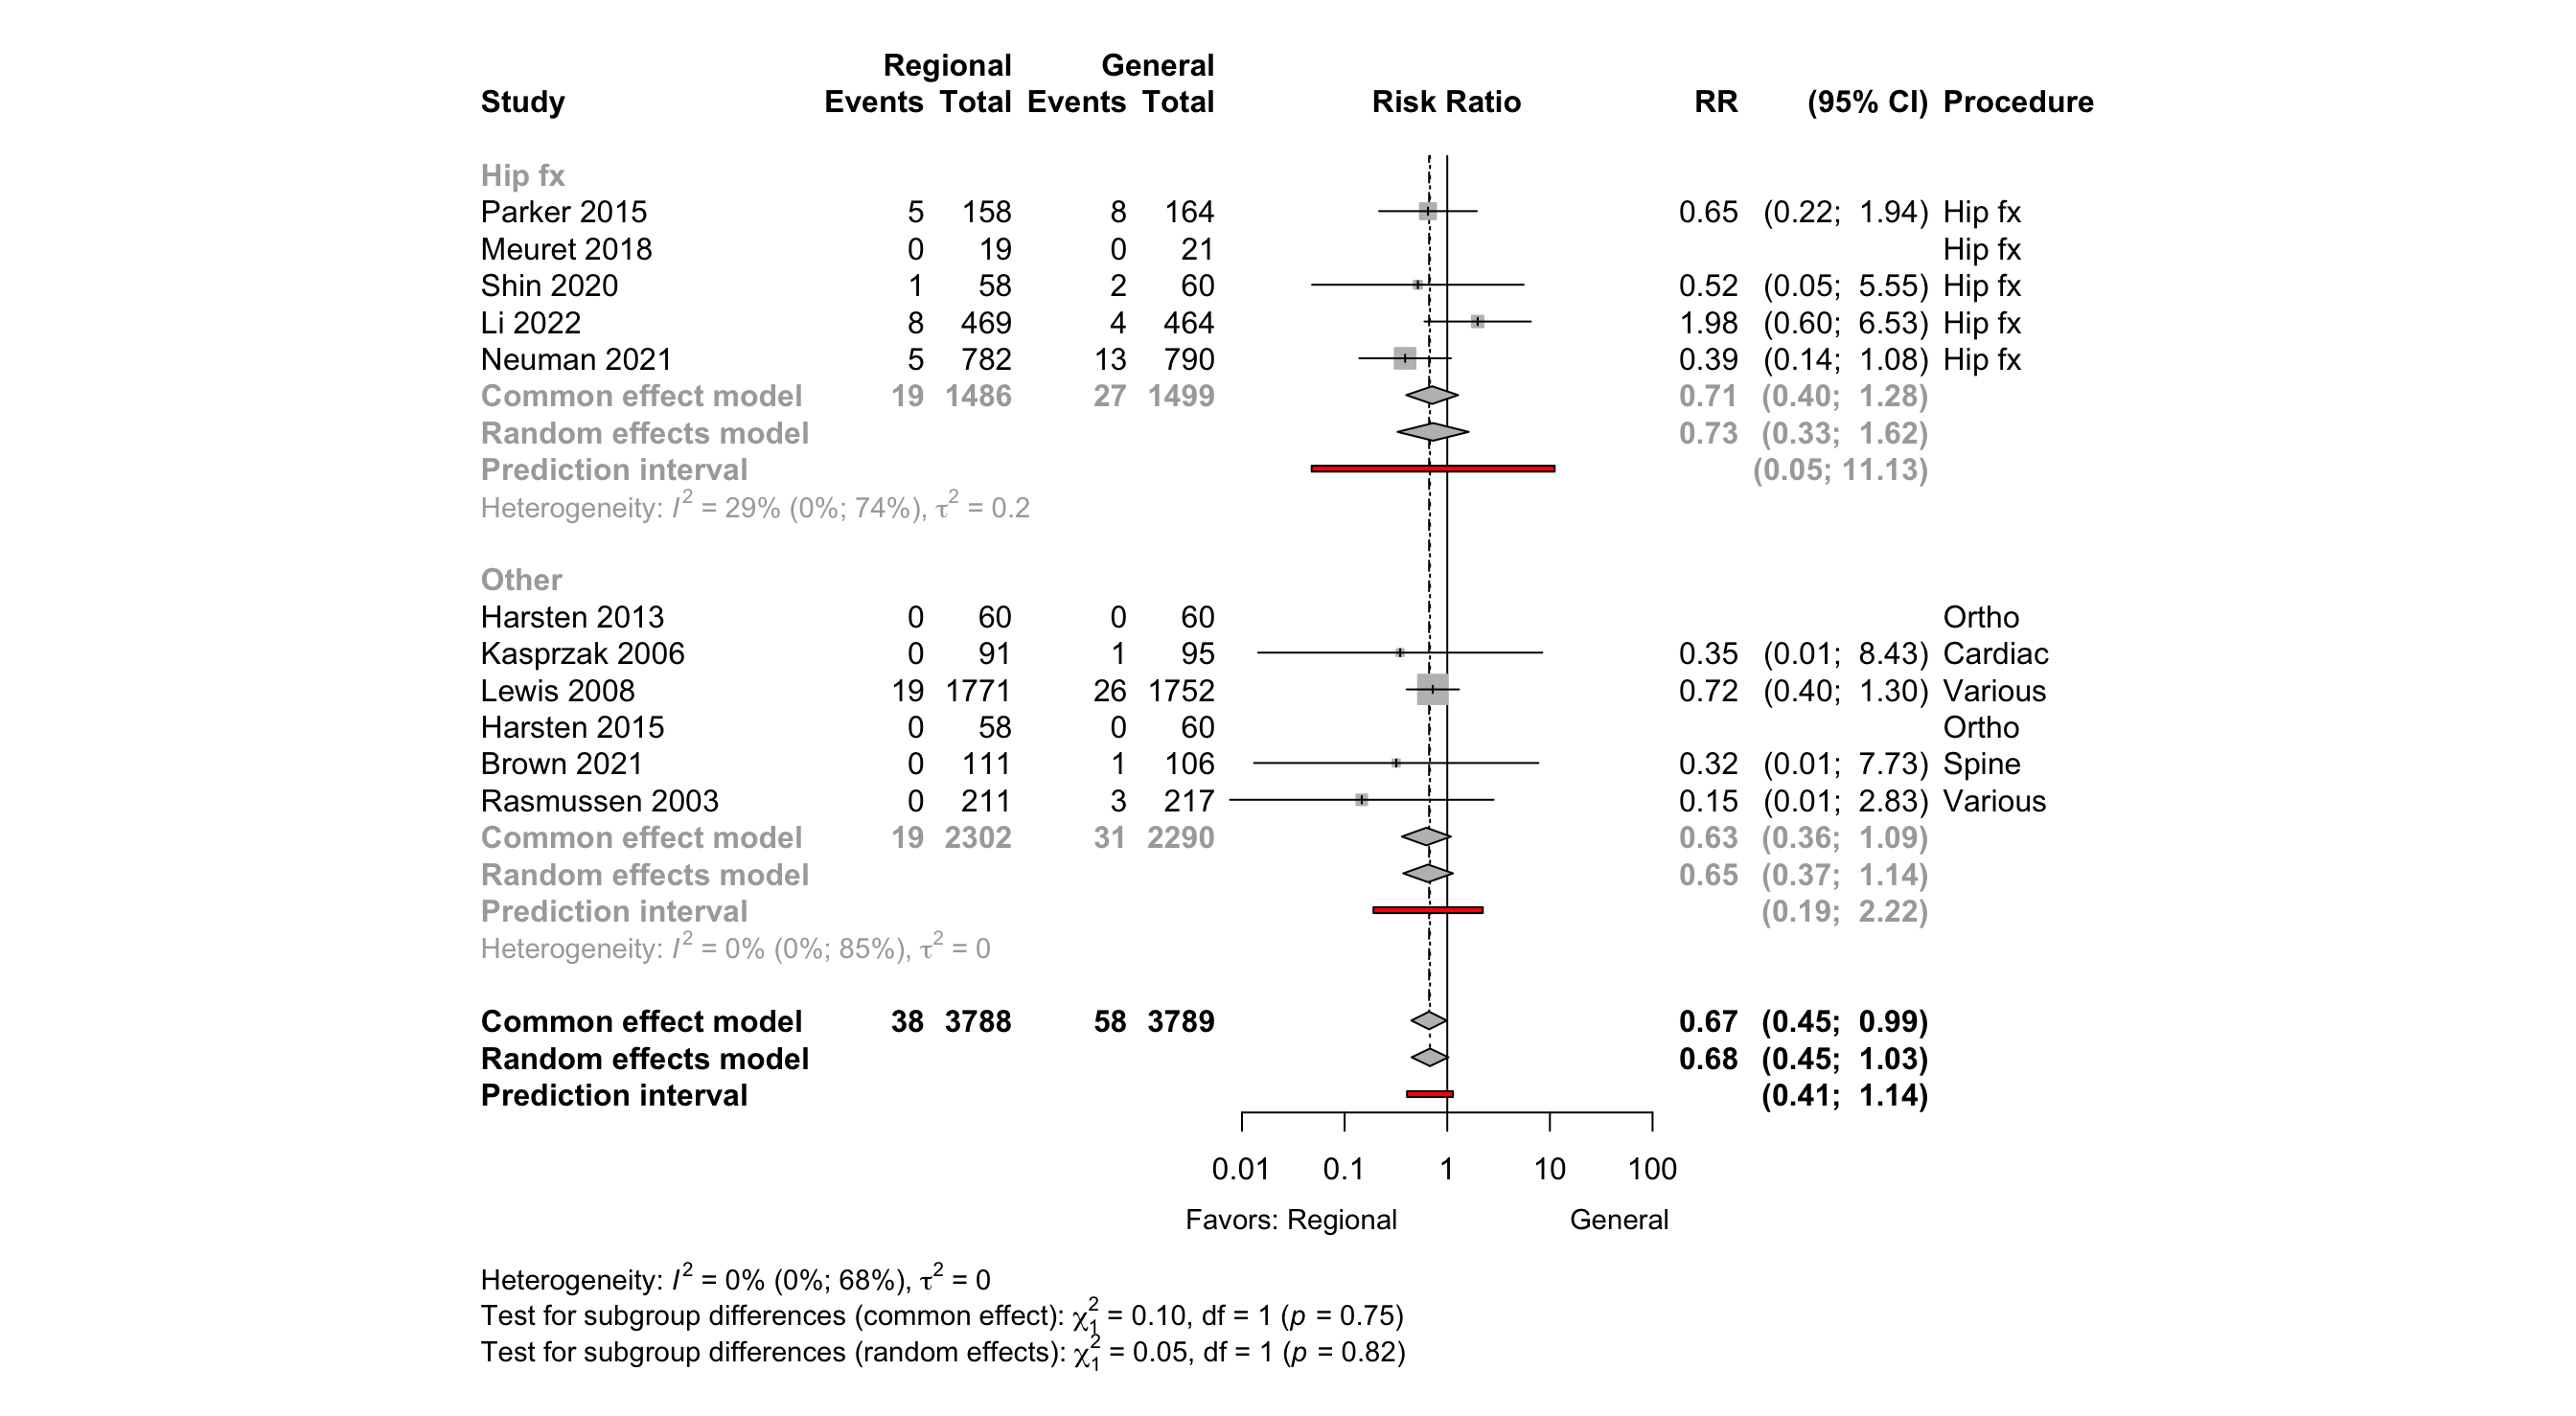 Regional General
Study Events Total Events Total Risk Ratio RR (95% CI) Procedure
Hip fx
Parker 2015 5 158 8 164 0.65 (0.22; 1.94) Hip fx
Meuret 2018 0 19 0 21 Hip fx
Shin 2020 1 58 2 60 0.52 (0.05; 5.55) Hip fx
Li 2022 8 469 4 464 1.98 (0.60; 6.53) Hip fx
Neuman 2021 5 782 13 790 0.39 (0.14; 1.08) Hip fx
Common effect model 19 1486 27 1499 0.71 (0.40; 1.28)
Random effects model 0.73 (0.33; 1.62)
Prediction interval (0.05; 11.13)
Heterogeneity: I² = 29% (0%; 74%), τ² = 0.2
Other
Harsten 2013 0 60 0 60 Ortho
Kasprzak 2006 0 91 1 95 0.35 (0.01; 8.43) Cardiac
Lewis 2008 19 1771 26 1752 0.72 (0.40; 1.30) Various
Harsten 2015 0 58 0 60 Ortho
Brown 2021 0 111 1 106 0.32 (0.01; 7.73) Spine
Rasmussen 2003 0 211 3 217 0.15 (0.01; 2.83) Various
Common effect model 19 2302 31 2290 0.63 (0.36; 1.09)
Random effects model 0.65 (0.37; 1.14)
Prediction interval (0.19; 2.22)
Heterogeneity: I² = 0% (0%; 85%), τ² = 0
Common effect model 38 3788 58 3789 0.67 (0.45; 0.99)
Random effects model 0.68 (0.45; 1.03)
Prediction interval (0.41; 1.14)
0.01 0.1 1 10 100
Favors: Regional General
Heterogeneity: I² = 0% (0%; 68%), τ² = 0
Test for subgroup differences (common effect): χ²₁ = 0.10, df = 1 (p = 0.75)
Test for subgroup differences (random effects): χ²₁ = 0.05, df = 1 (p = 0.82)